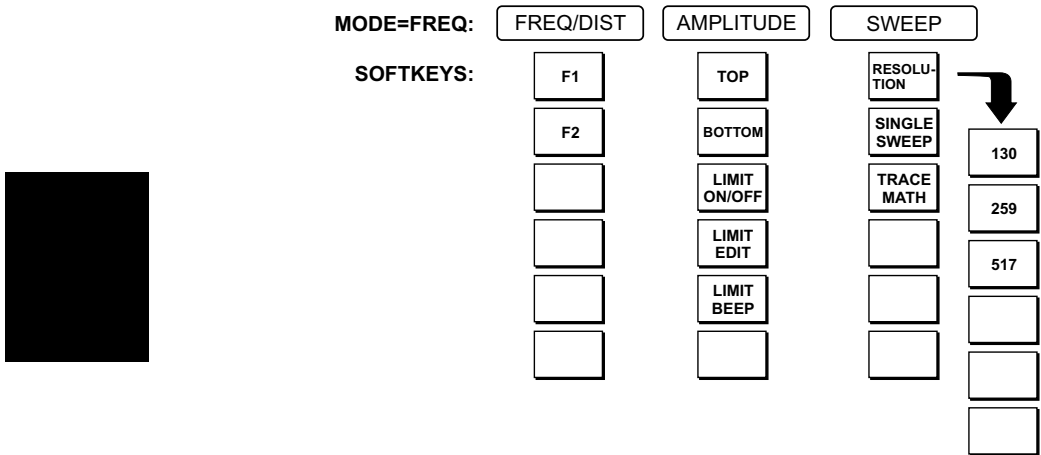 MODE=FREQ: FREQ/DIST AMPLITUDE SWEEP
SOFTKEYS:
F1
F2
TOP
BOTTOM
LIMIT
ON/OFF
LIMIT
EDIT
LIMIT
BEEP
RESOLU-
TION
SINGLE
SWEEP
TRACE
MATH
130
259
517